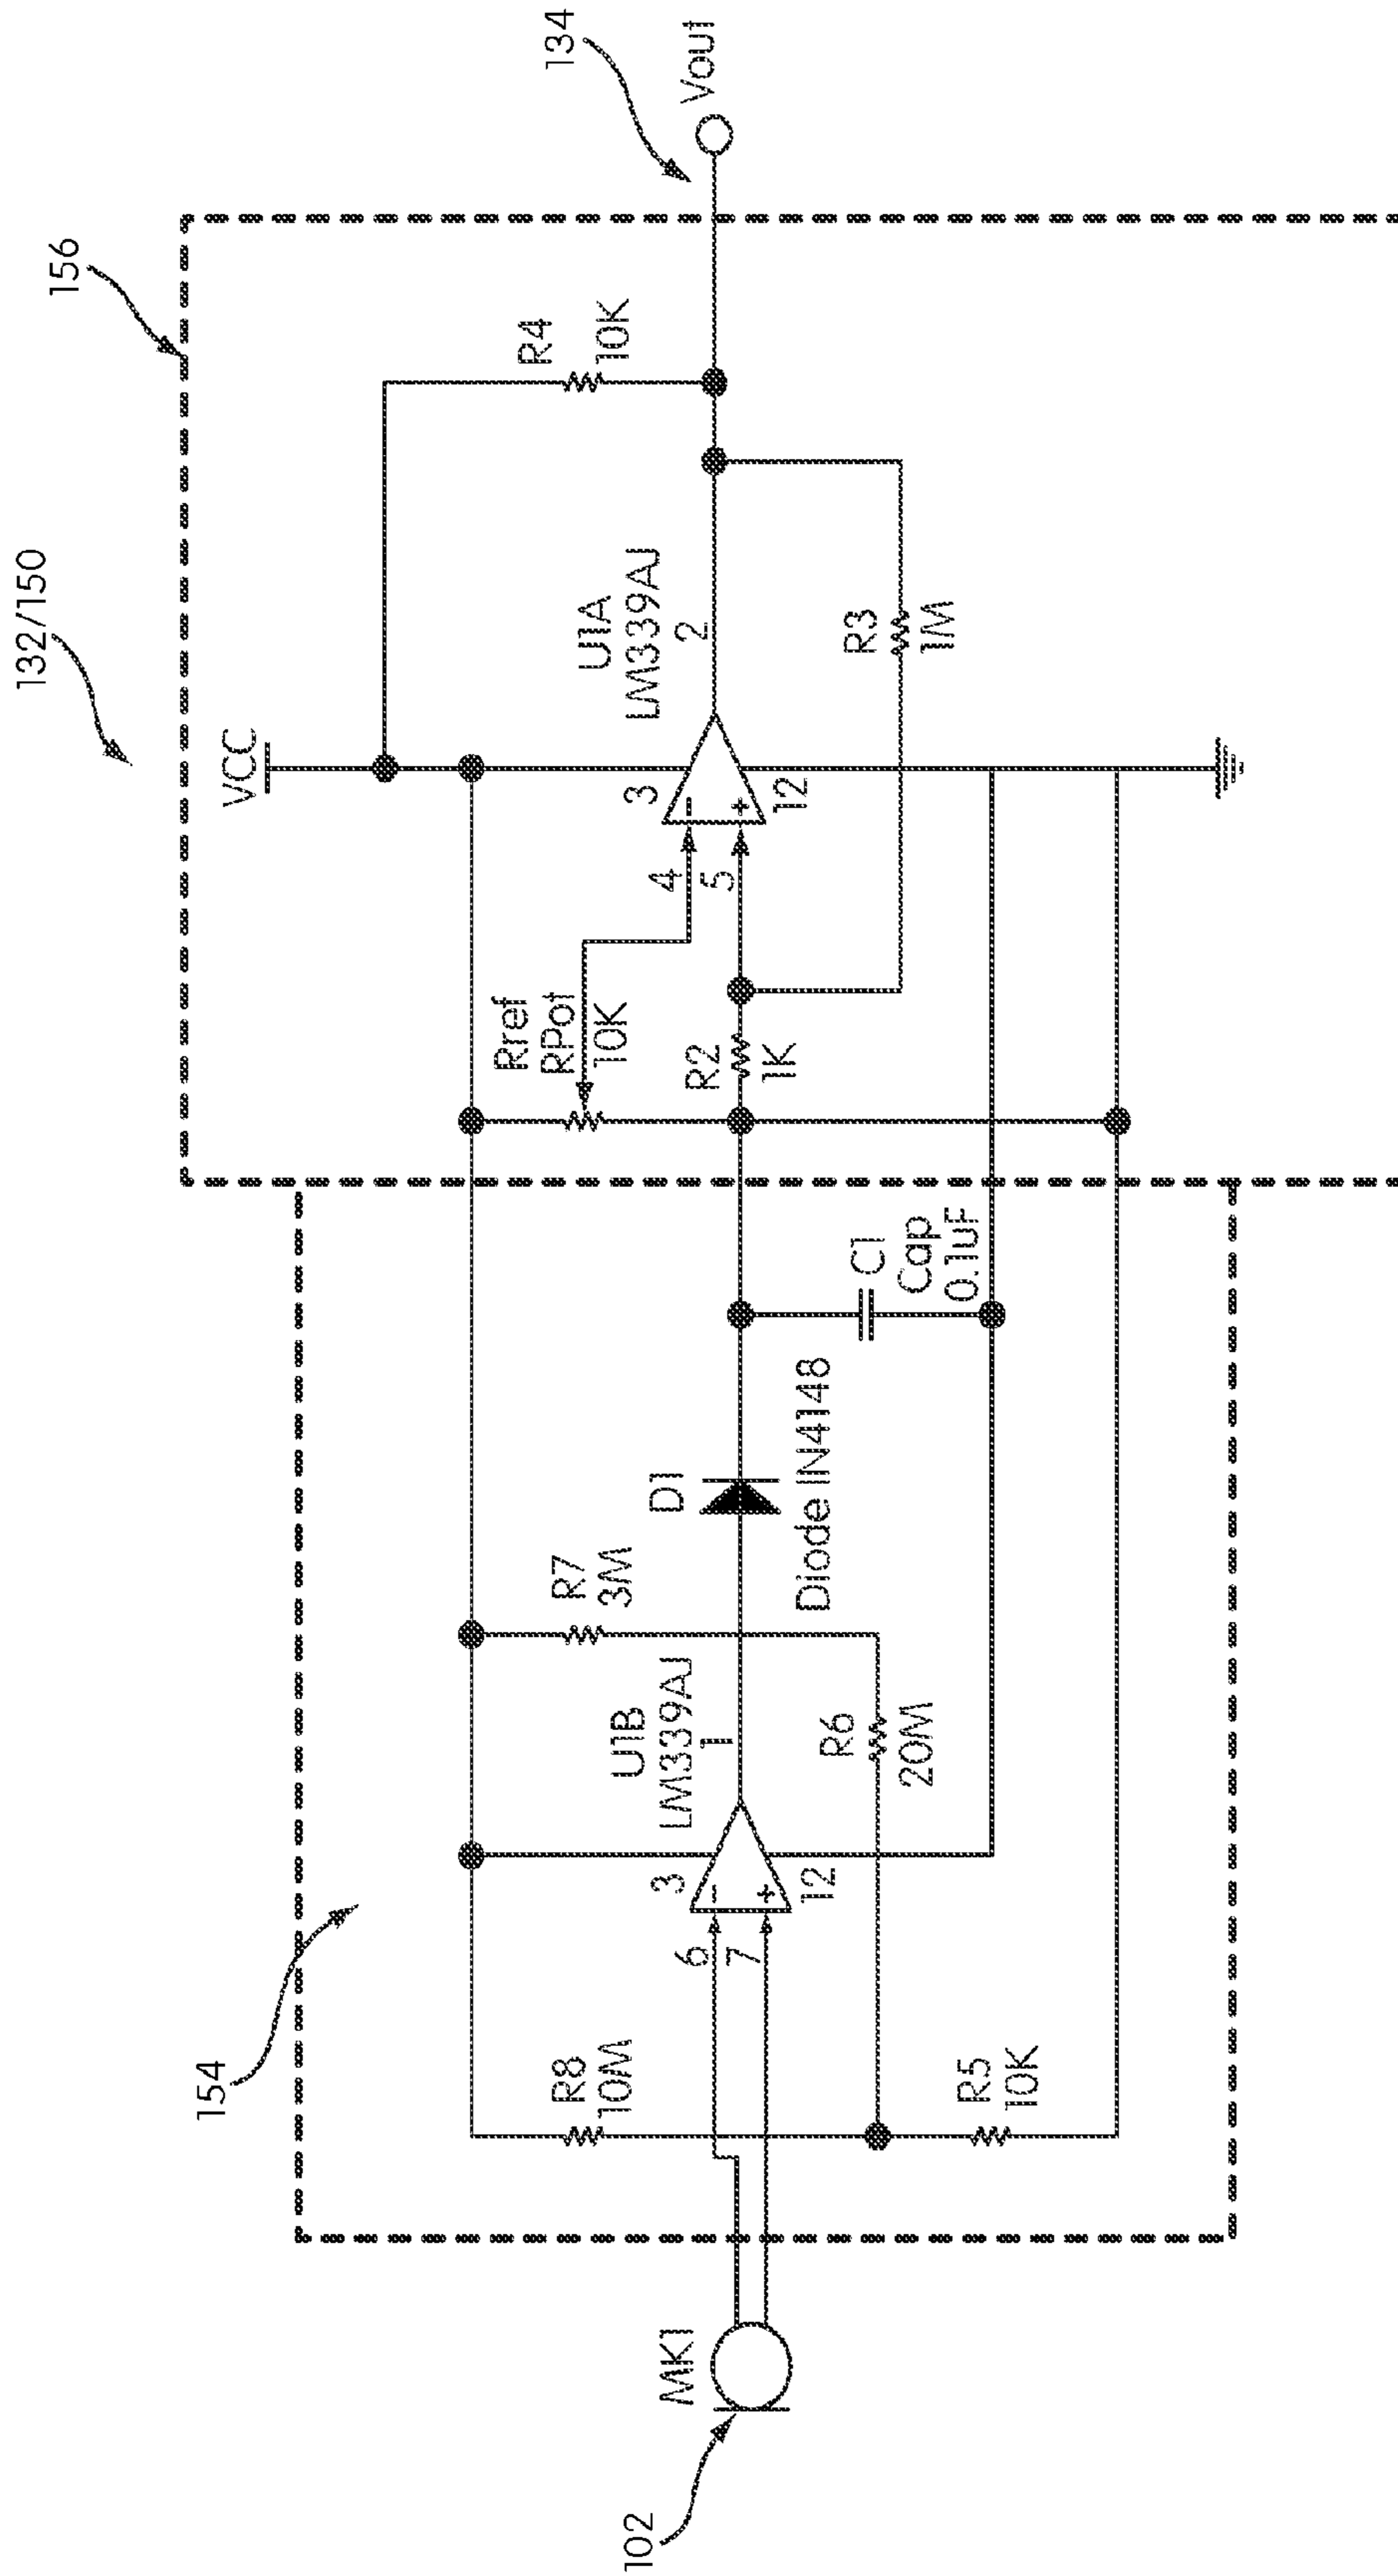 132/150
156
134
154
102
VCC
Vout
MK1
R8
10M
6
7
3
12
U1B
LM339AJ
1
R7
3M
R6
20M
R5
10K
D1
Diode IN4148
C1
Cap
0.1uF
Rref
RPot
10K
R2
1K
4
5
3
12
U1A
LM339AJ
2
R3
1M
R4
10K